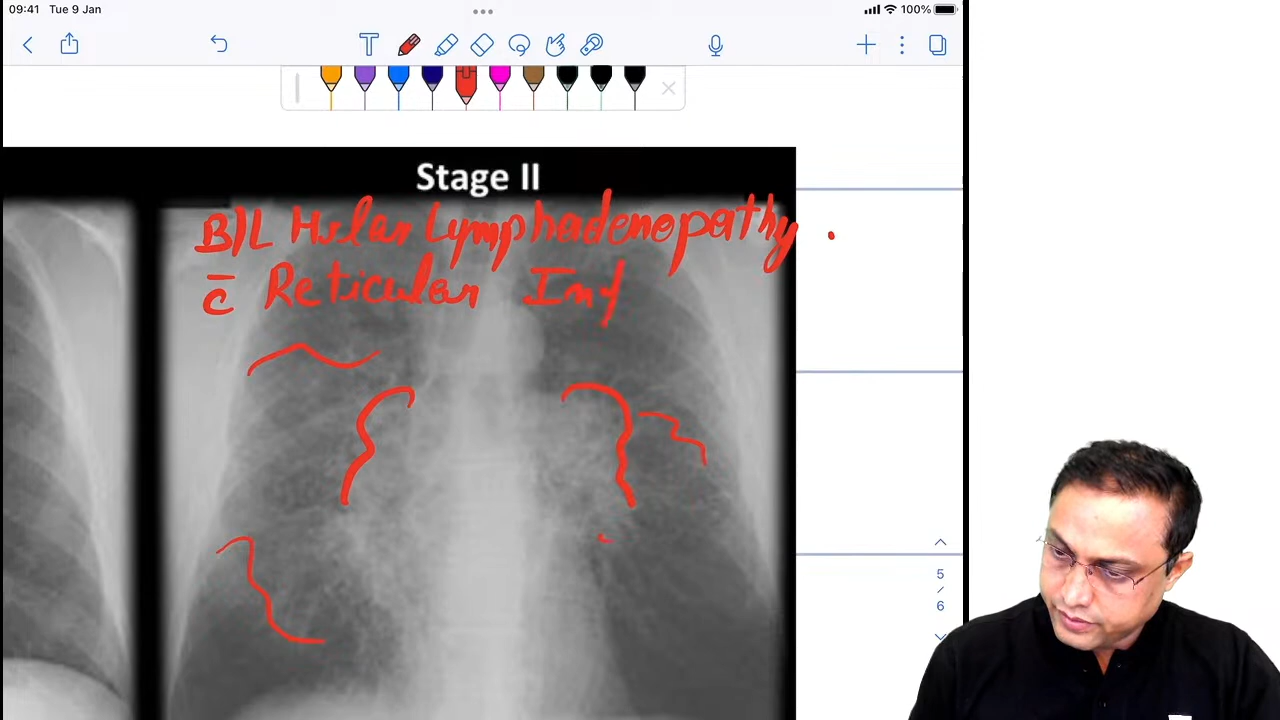 09:41 Tue 9 Jan
100%
Stage II
B/L Hilar Lymphadenopathy.
c̄ Reticular Inf
5
6